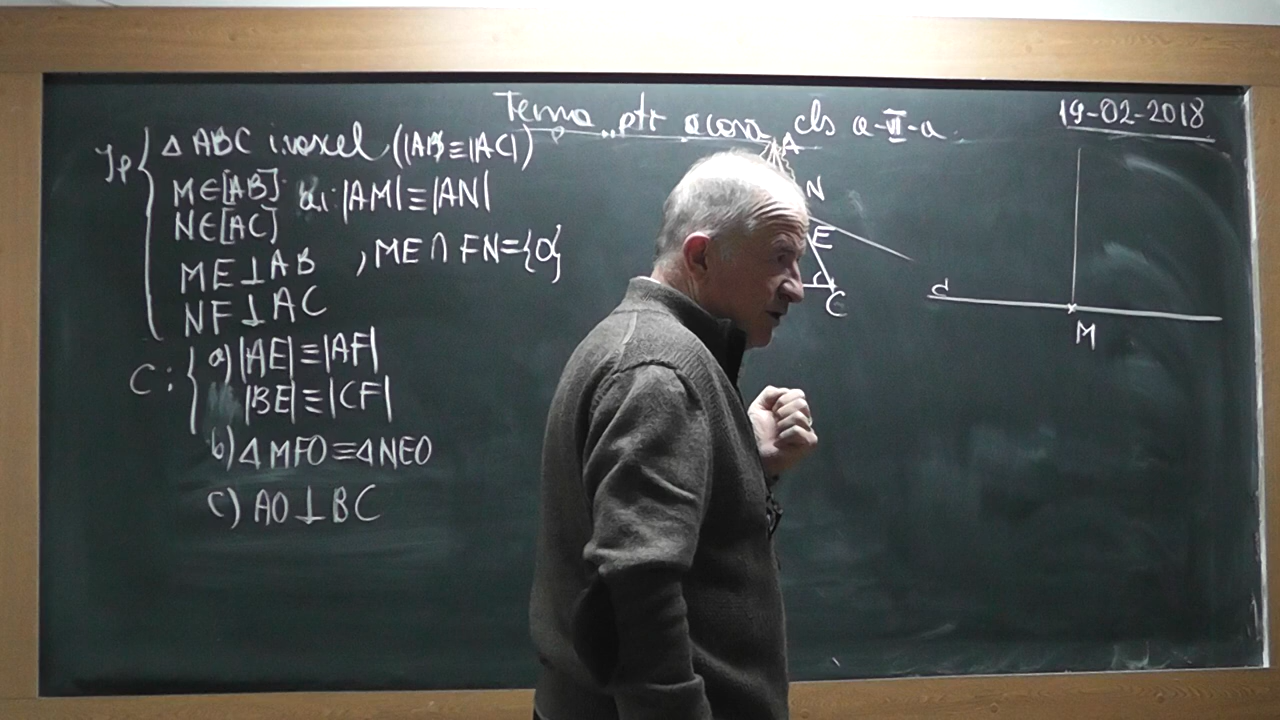 Tema ptr acasa cls a-VI-a
19-02-2018
Ip { △ ABC isoscel (|AB|≡|AC|)
M∈[AB] a.i |AM|≡|AN|
N∈[AC]
ME⊥AB , ME∩FN={O}
NF⊥AC
C: { a) |AE|≡|AF|
|BE|≡|CF|
b) △MFO≡△NEO
c) AO⊥BC
A
N
E
C
d
M